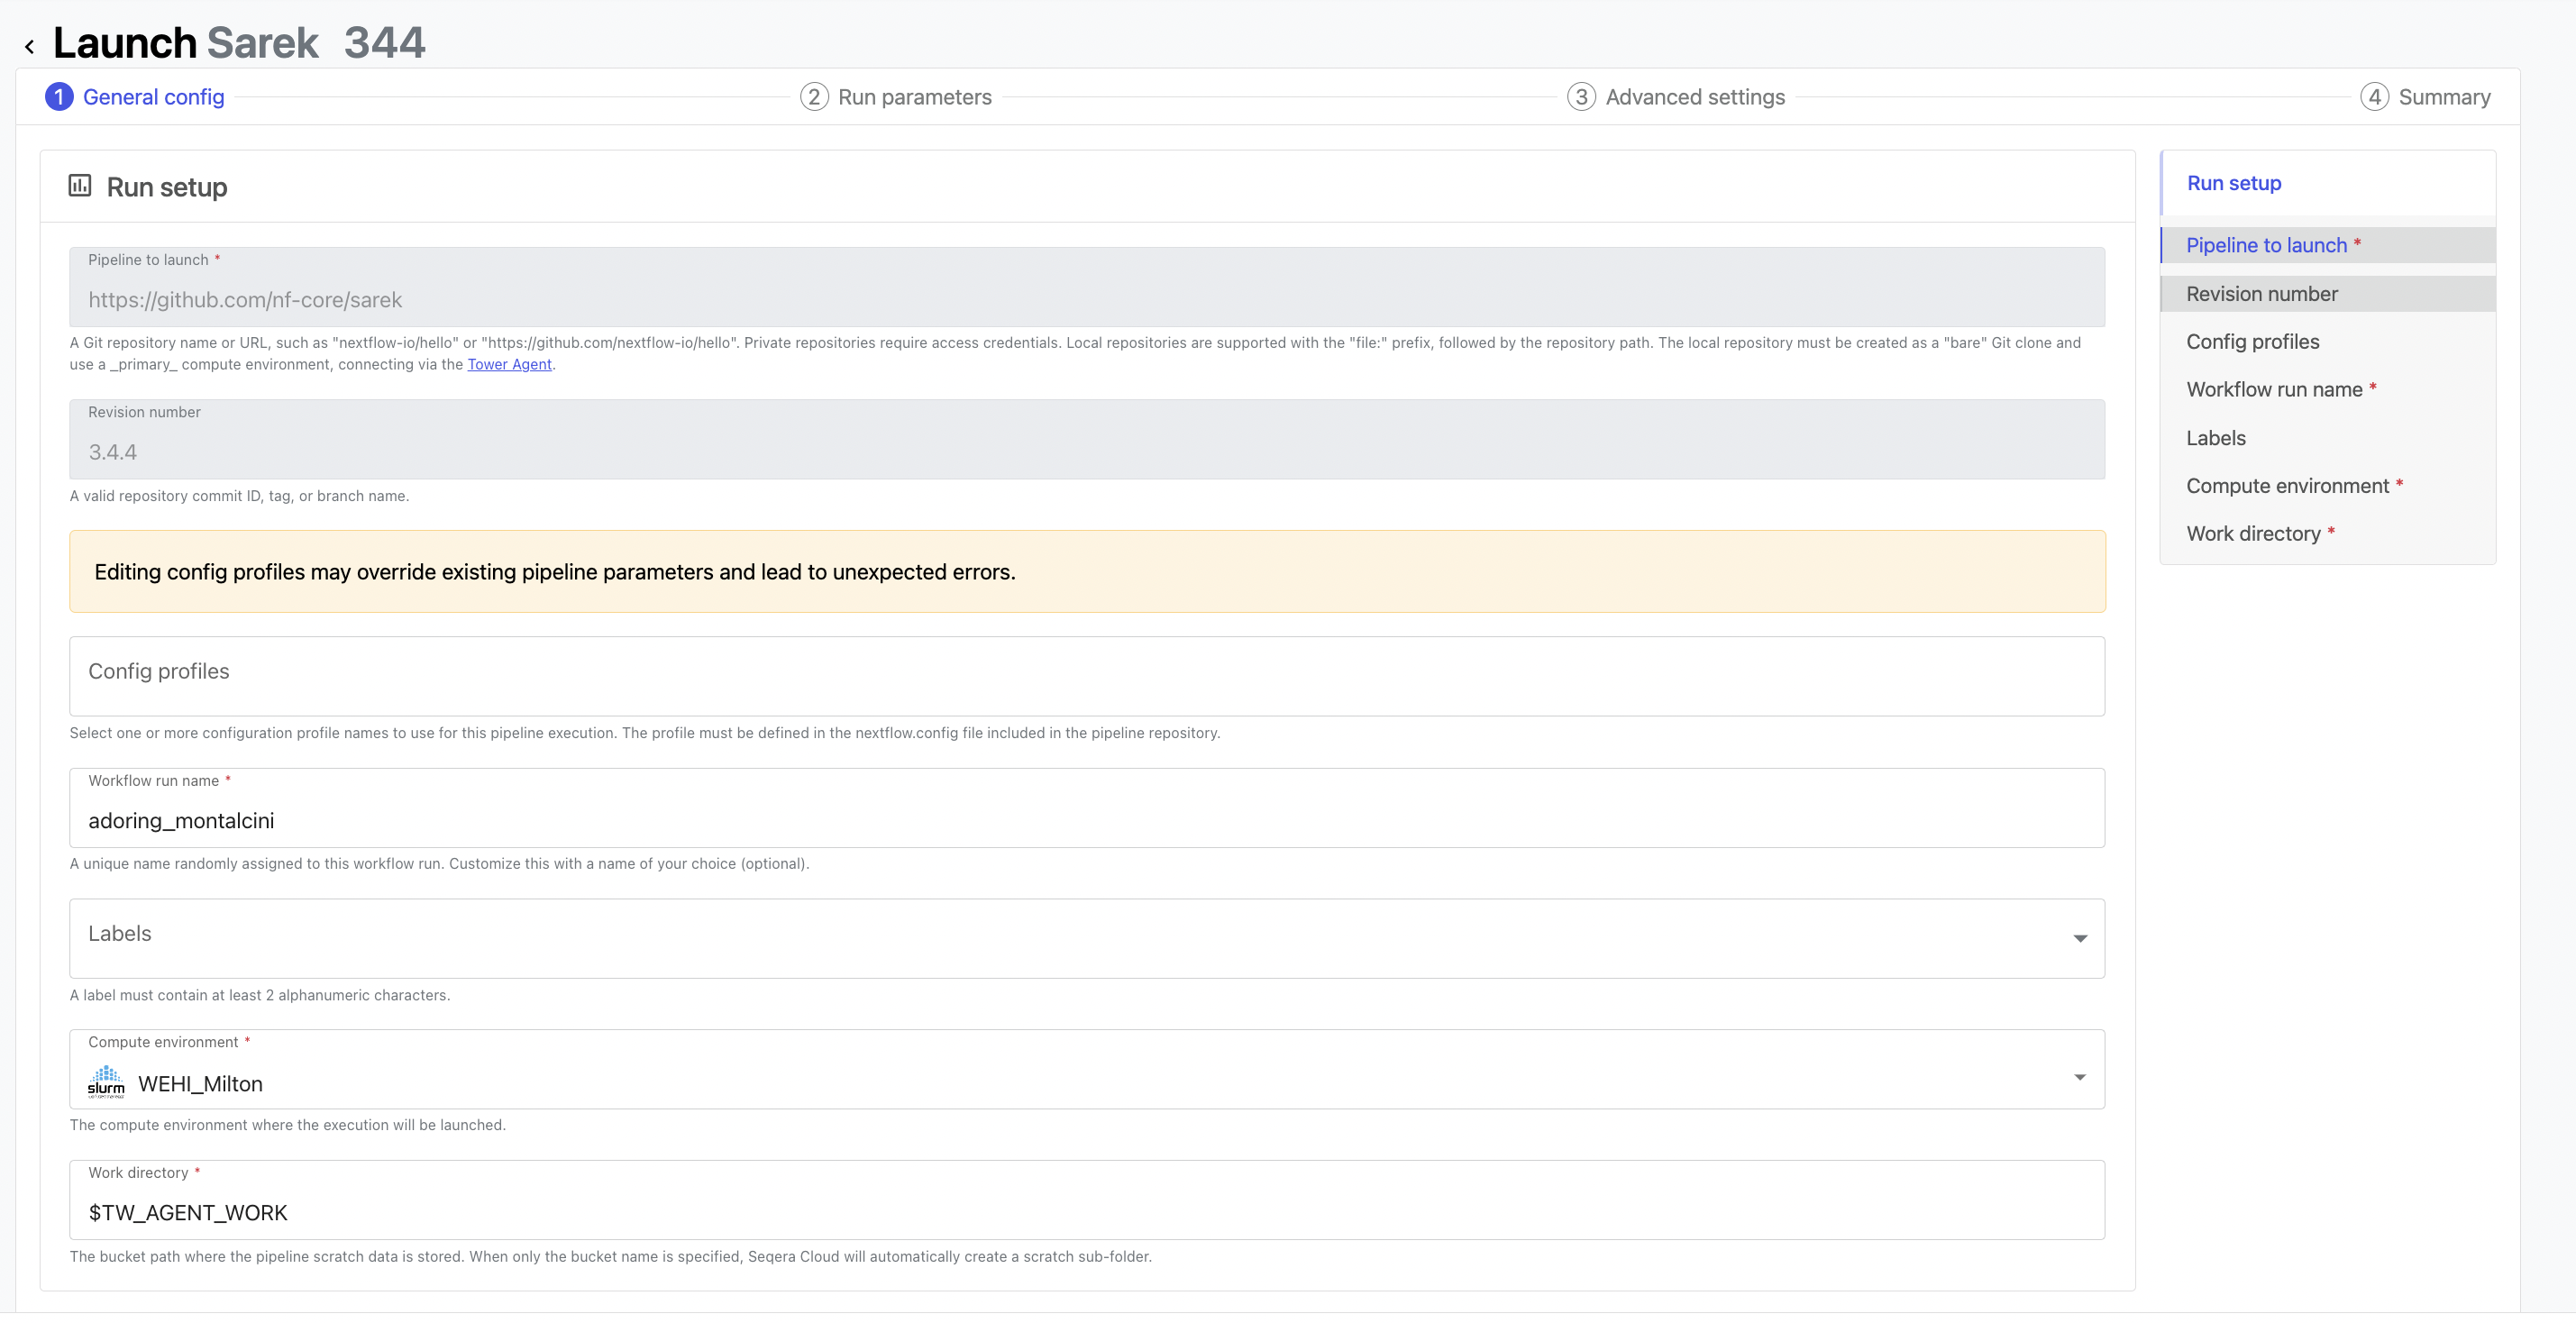 Launch Sarek 344
1 General config
2 Run parameters
3 Advanced settings
4 Summary
Run setup
Pipeline to launch *
https://github.com/nf-core/sarek
A Git repository name or URL, such as "nextflow-io/hello" or "https://github.com/nextflow-io/hello". Private repositories require access credentials. Local repositories are supported with the "file:" prefix, followed by the repository path. The local repository must be created as a "bare" Git clone and
use a _primary_ compute environment, connecting via the Tower Agent.
Revision number
3.4.4
A valid repository commit ID, tag, or branch name.
Editing config profiles may override existing pipeline parameters and lead to unexpected errors.
Config profiles
Select one or more configuration profile names to use for this pipeline execution. The profile must be defined in the nextflow.config file included in the pipeline repository.
Workflow run name *
adoring_montalcini
A unique name randomly assigned to this workflow run. Customize this with a name of your choice (optional).
Labels
A label must contain at least 2 alphanumeric characters.
Compute environment *
slurm
WEHI_Milton
The compute environment where the execution will be launched.
Work directory *
$TW_AGENT_WORK
The bucket path where the pipeline scratch data is stored. When only the bucket name is specified, Seqera Cloud will automatically create a scratch sub-folder.
Run setup
Pipeline to launch *
Revision number
Config profiles
Workflow run name *
Labels
Compute environment *
Work directory *